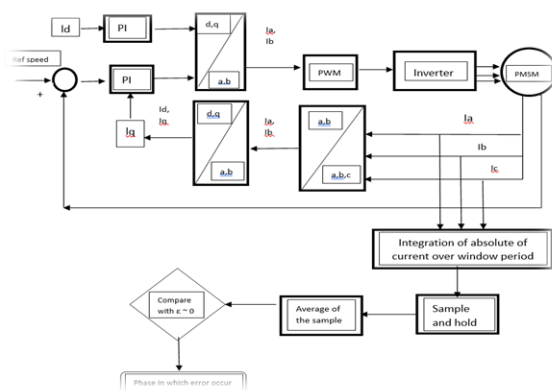 Id
PI
d,q
a,b
Ia,
Ib
PWM
Inverter
PMSM
Ref speed
+
PI
Id,
Iq
Iq
d,q
a,b
Ia,
Ib
a,b
a,b,c
Ia
Ib
Ic
Integration of absolute of
current over window period
Sample
and hold
Average of
the sample
Compare
with ε ~ 0
Phase in which error occur